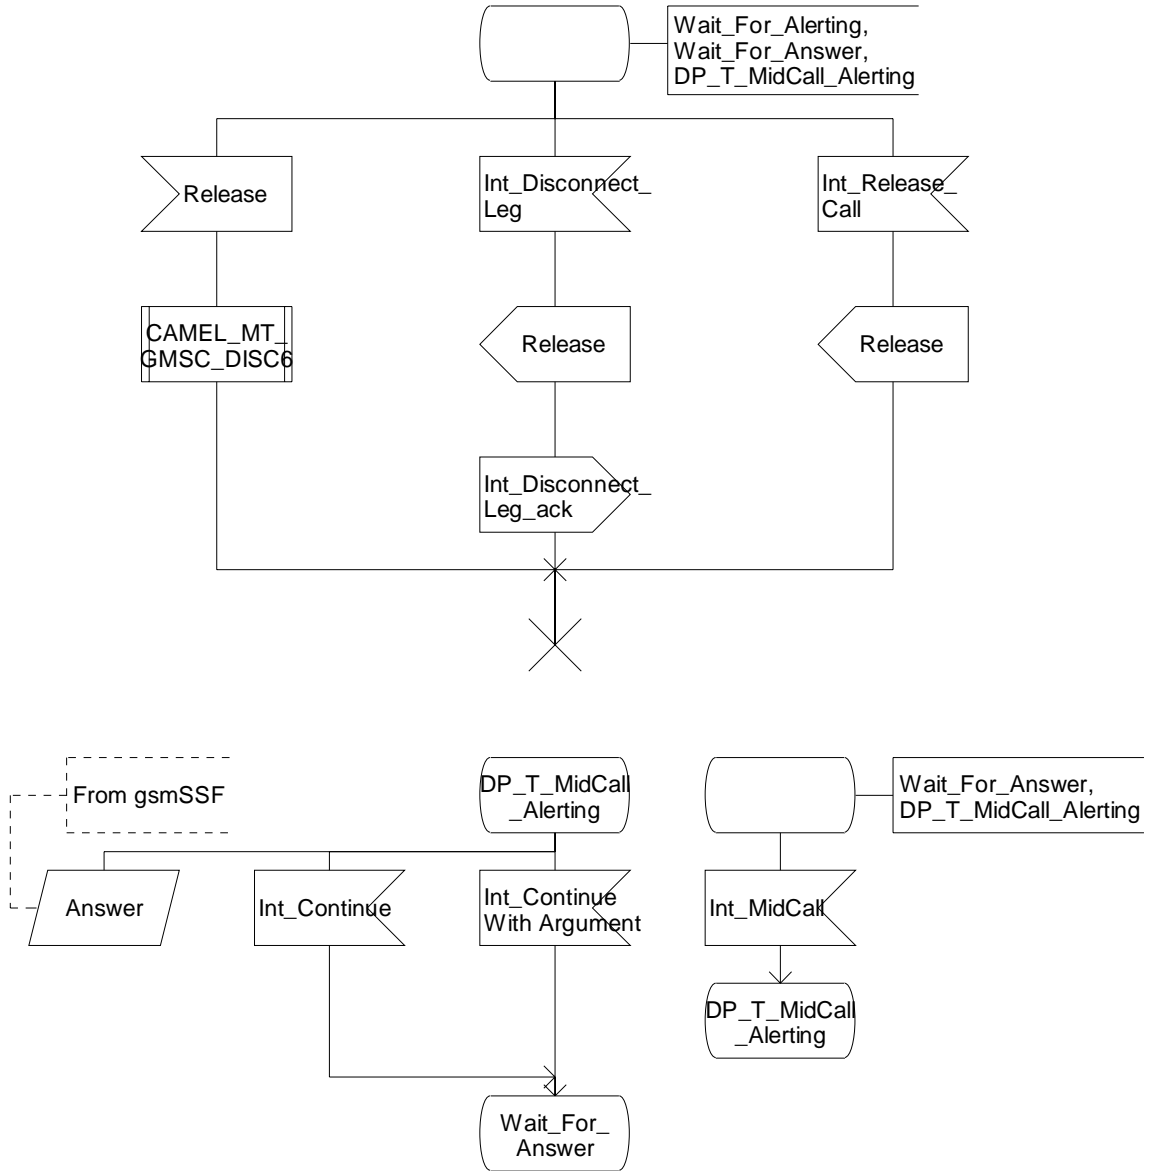 Wait_For_Alerting,
Wait_For_Answer,
DP_T_MidCall_Alerting
Release
Int_Disconnect_
Leg
Int_Release_
Call
CAMEL_MT_
GMSC_DISC6
Release
Release
Int_Disconnect_
Leg_ack
From gsmSSF
DP_T_MidCall
_Alerting
Wait_For_Answer,
DP_T_MidCall_Alerting
Answer
Int_Continue
Int_Continue
With Argument
Int_MidCall
DP_T_MidCall
_Alerting
Wait_For_
Answer